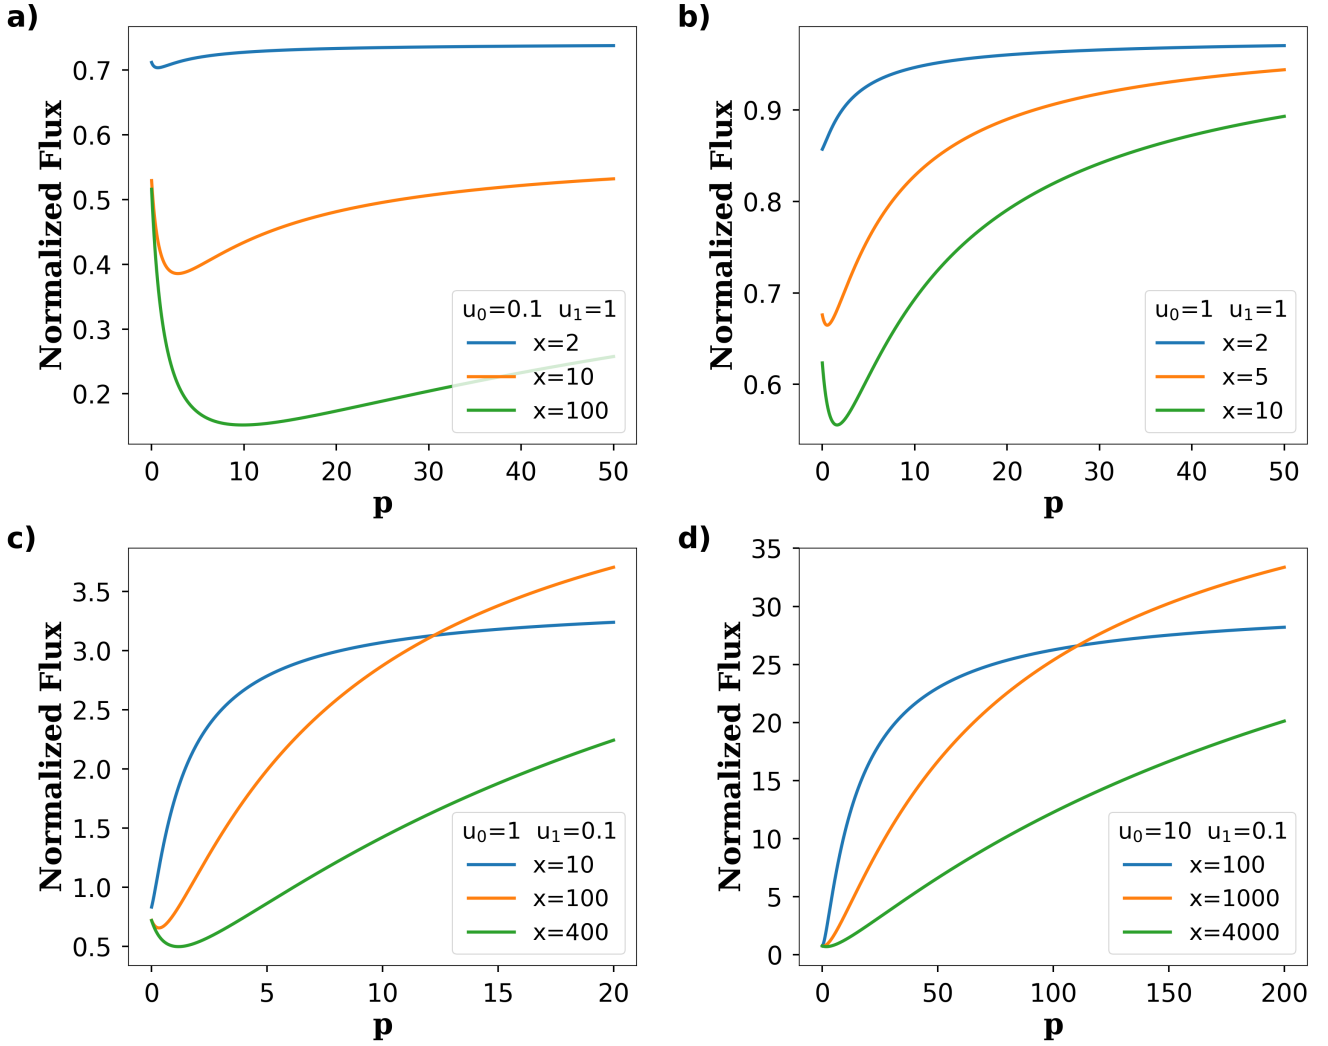 a)
Normalized Flux
0.7
0.6
0.5
0.4
0.3
0.2
u₀=0.1 u₁=1
x=2
x=10
x=100
0 10 20 30 40 50
p
b)
Normalized Flux
0.9
0.8
0.7
0.6
u₀=1 u₁=1
x=2
x=5
x=10
0 10 20 30 40 50
p
c)
Normalized Flux
3.5
3.0
2.5
2.0
1.5
1.0
0.5
u₀=1 u₁=0.1
x=10
x=100
x=400
0 5 10 15 20
p
d)
Normalized Flux
35
30
25
20
15
10
5
0
u₀=10 u₁=0.1
x=100
x=1000
x=4000
0 50 100 150 200
p